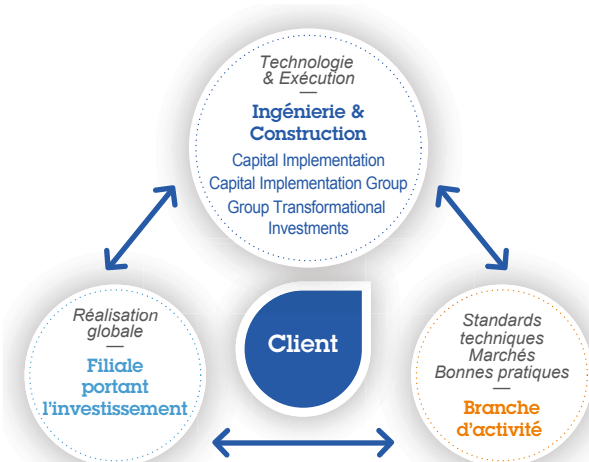 Technologie
& Exécution
Ingénierie &
Construction
Capital Implementation
Capital Implementation Group
Group Transformational
Investments
Client
Réalisation
globale
Filiale
portant
l'investissement
Standards
techniques
Marchés
Bonnes pratiques
Branche
d'activité